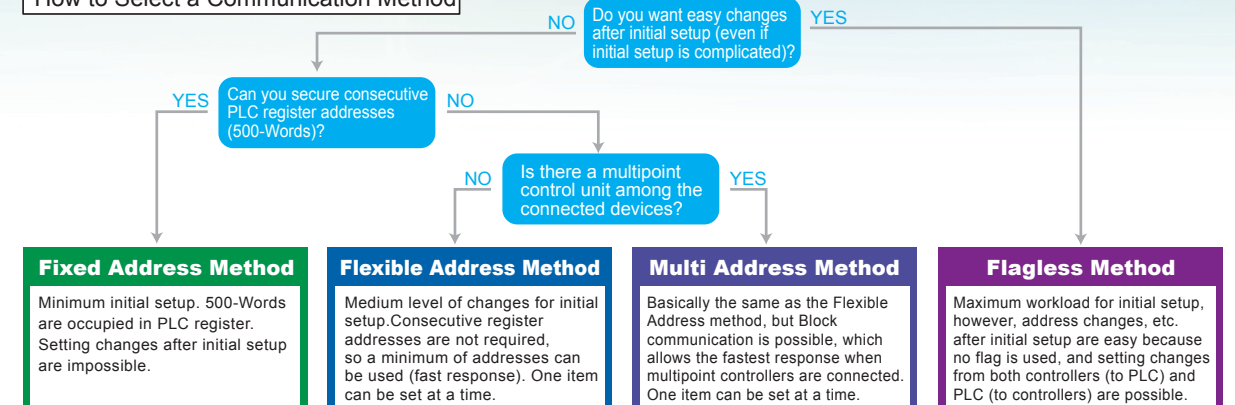 How to Select a Communication Method
NO
Do you want easy changes
after initial setup (even if
initial setup is complicated)?
YES
YES
Can you secure consecutive
PLC register addresses
(500-Words)?
NO
NO
Is there a multipoint
control unit among the
connected devices?
YES
Fixed Address Method
Minimum initial setup. 500-Words
are occupied in PLC register.
Setting changes after initial setup
are impossible.
Flexible Address Method
Medium level of changes for initial
setup.Consecutive register
addresses are not required,
so a minimum of addresses can
be used (fast response). One item
can be set at a time.
Multi Address Method
Basically the same as the Flexible
Address method, but Block
communication is possible, which
allows the fastest response when
multipoint controllers are connected.
One item can be set at a time.
Flagless Method
Maximum workload for initial setup,
however, address changes, etc.
after initial setup are easy because
no flag is used, and setting changes
from both controllers (to PLC) and
PLC (to controllers) are possible.